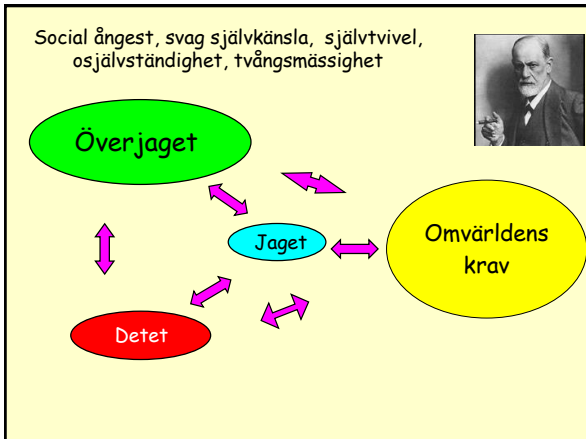 Social ångest, svag självkänsla, självtvivel,
osjälvständighet, tvångsmässighet
Överjaget
Jaget
Omvärldens
krav
Detet